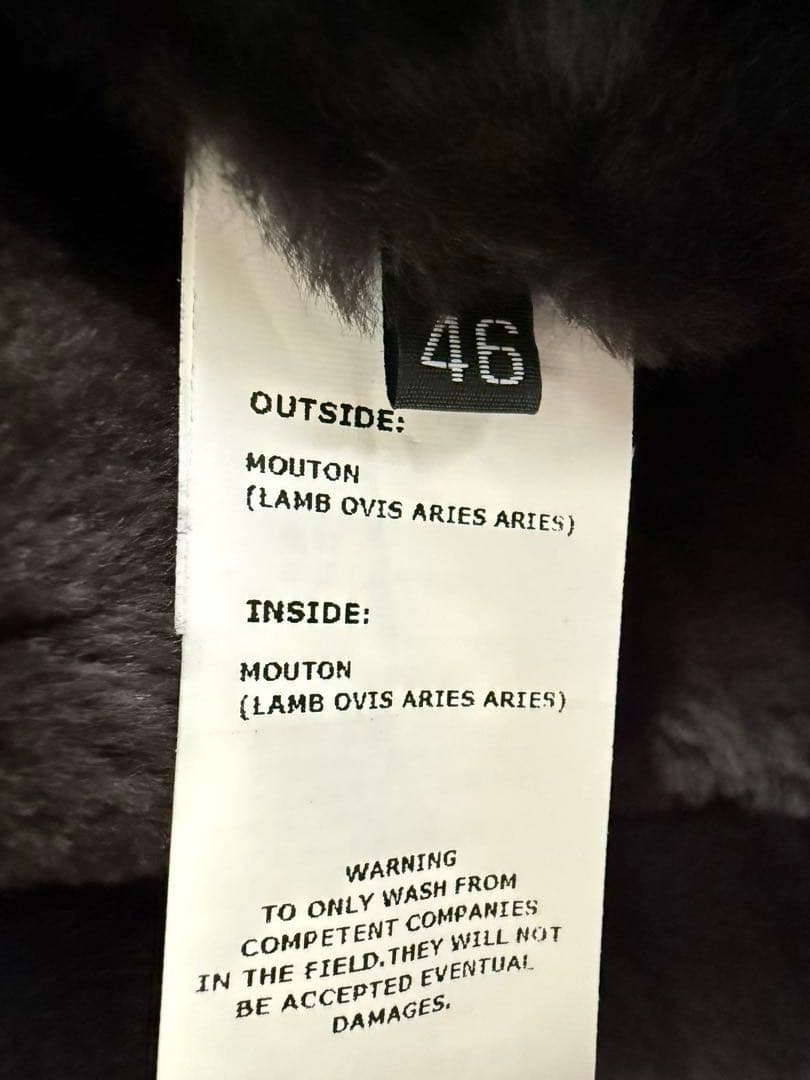 46
OUTSIDE:
MOUTON
(LAMB OVIS ARIES ARIES)
INSIDE:
MOUTON
(LAMB OVIS ARIES ARIES)
WARNING
TO ONLY WASH FROM
COMPETENT COMPANIES
IN THE FIELD.THEY WILL NOT
BE ACCEPTED EVENTUAL
DAMAGES.